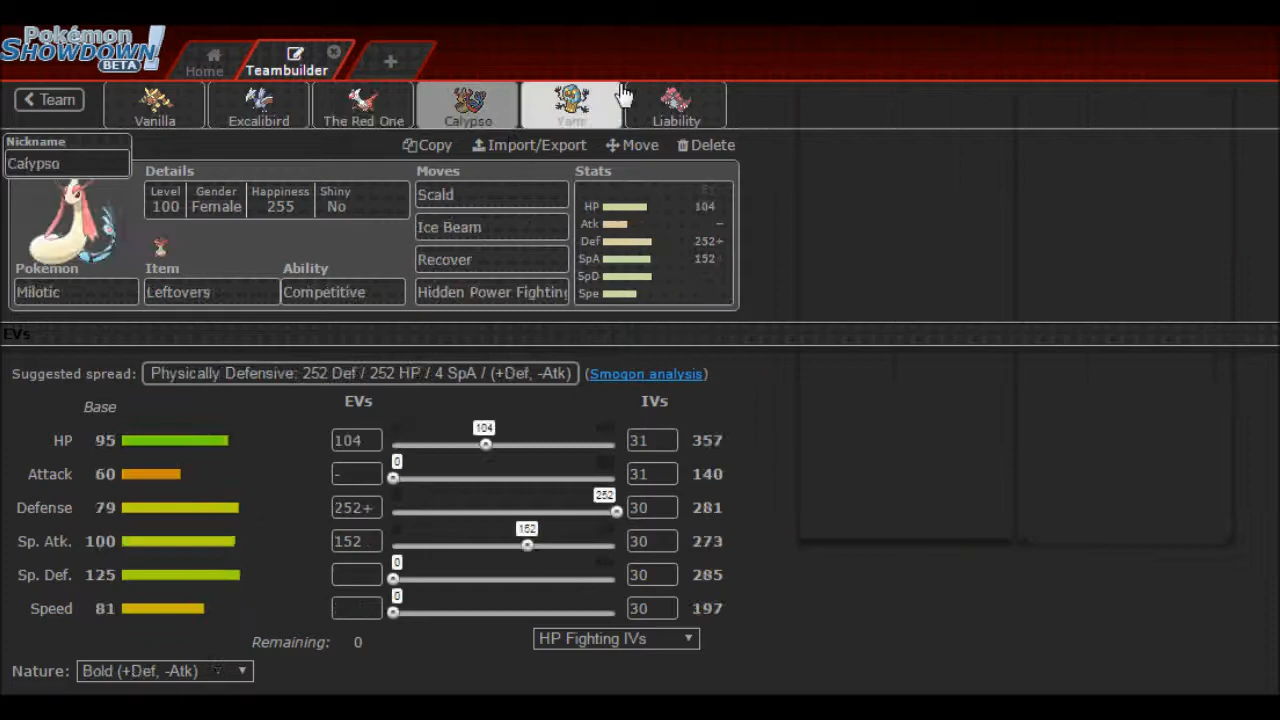 Pokémon
SHOWDOWN!
BETA
Home
Teambuilder
+
< Team
Vanilla
Excalibird
The Red One
Calypso
Yarn
Liability
Copy Import/Export Move Delete
Nickname
Calypso
Details
Level Gender Happiness Shiny
100 Female 255 No
Pokémon Item Ability
Milotic Leftovers Competitive
Moves
Scald
Ice Beam
Recover
Hidden Power Fighting
Stats
EV
HP 104
Atk –
Def 252+
SpA 152
SpD
Spe
EVs
Suggested spread: Physically Defensive: 252 Def / 252 HP / 4 SpA / (+Def, -Atk) (Smogon analysis)
Base EVs IVs
HP 95 104 104 31 357
Attack 60 - 0 31 140
Defense 79 252+ 252 30 281
Sp. Atk. 100 152 152 30 273
Sp. Def. 125 0 30 285
Speed 81 0 30 197
Remaining: 0 HP Fighting IVs
Nature: Bold (+Def, -Atk)